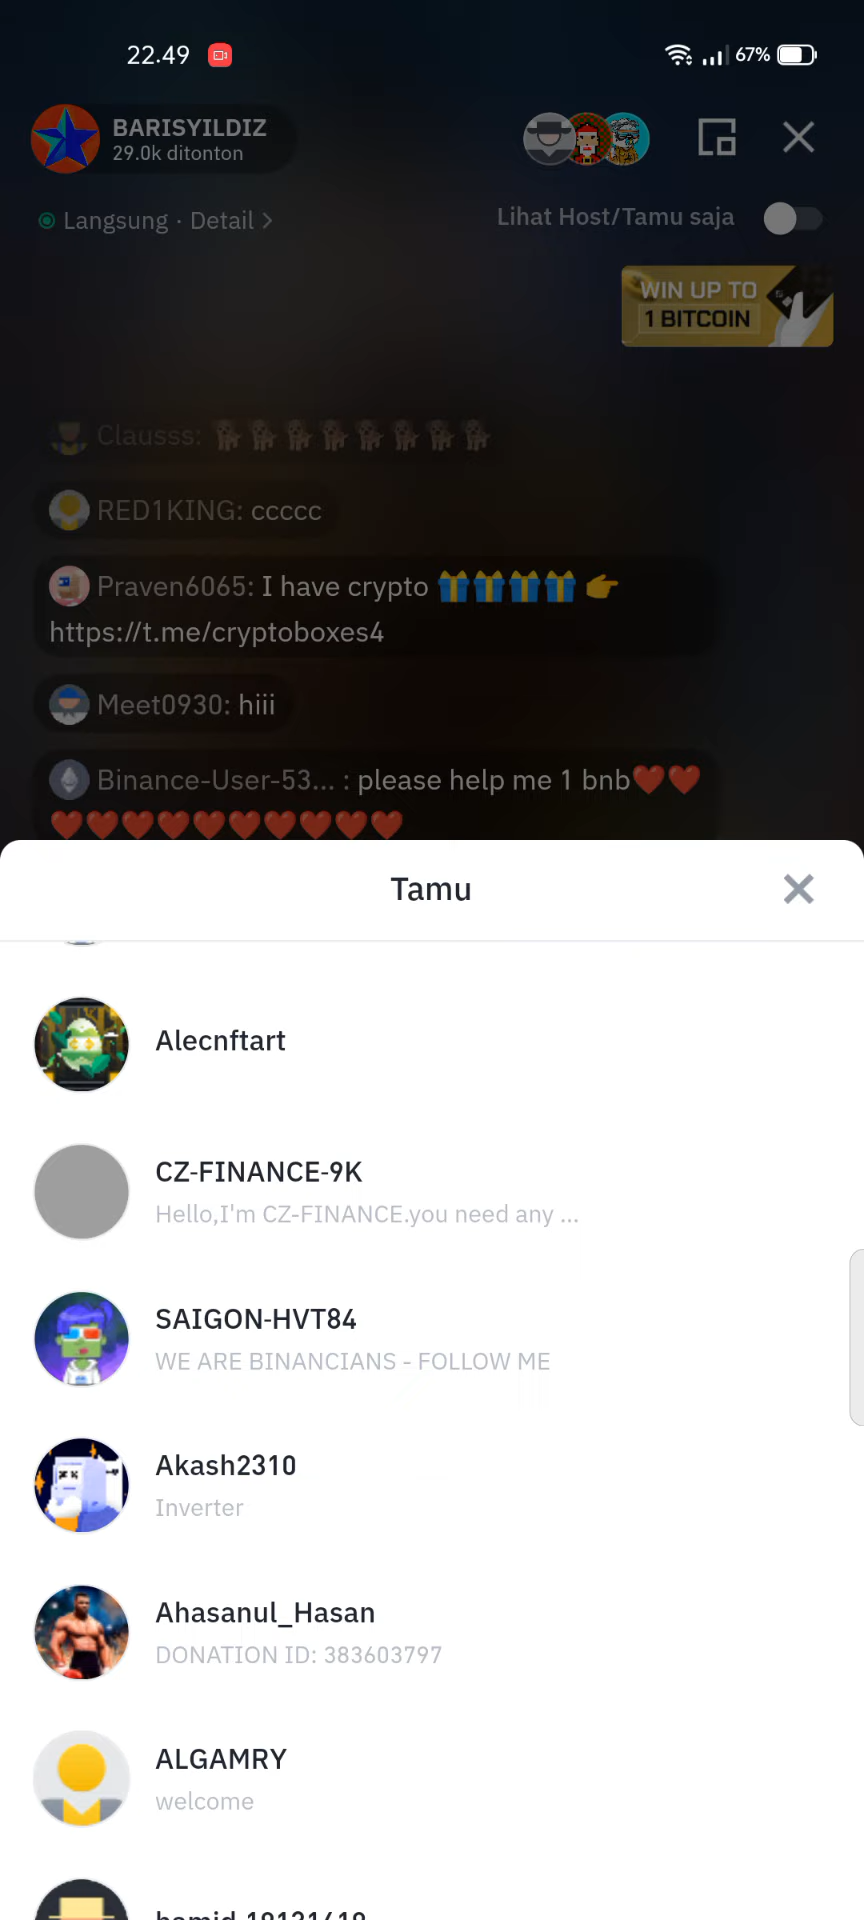 22.49
67%
BARISYILDIZ
29.0k ditonton
Langsung · Detail >
Lihat Host/Tamu saja
WIN UP TO
1 BITCOIN
Clausss: 🐕🐕🐕🐕🐕🐕🐕🐕
RED1KING: ccccc
Praven6065: I have crypto 🎁🎁🎁🎁 👉
https://t.me/cryptoboxes4
Meet0930: hiii
Binance-User-53... : please help me 1 bnb❤️❤️
❤️❤️❤️❤️❤️❤️❤️❤️❤️❤️
Tamu
Alecnftart
CZ-FINANCE-9K
Hello,I'm CZ-FINANCE.you need any ...
SAIGON-HVT84
WE ARE BINANCIANS - FOLLOW ME
Akash2310
Inverter
Ahasanul_Hasan
DONATION ID: 383603797
ALGAMRY
welcome